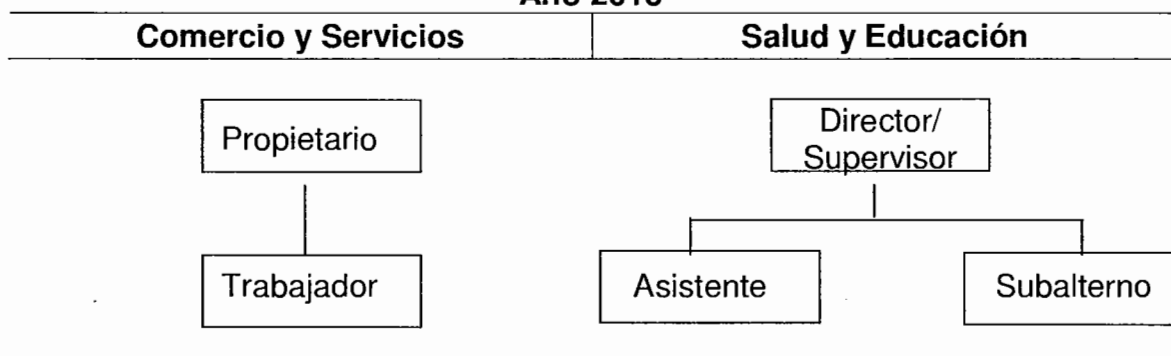 Comercio y Servicios
Salud y Educación
Propietario
Director/
Supervisor
Trabajador
Asistente
Subalterno